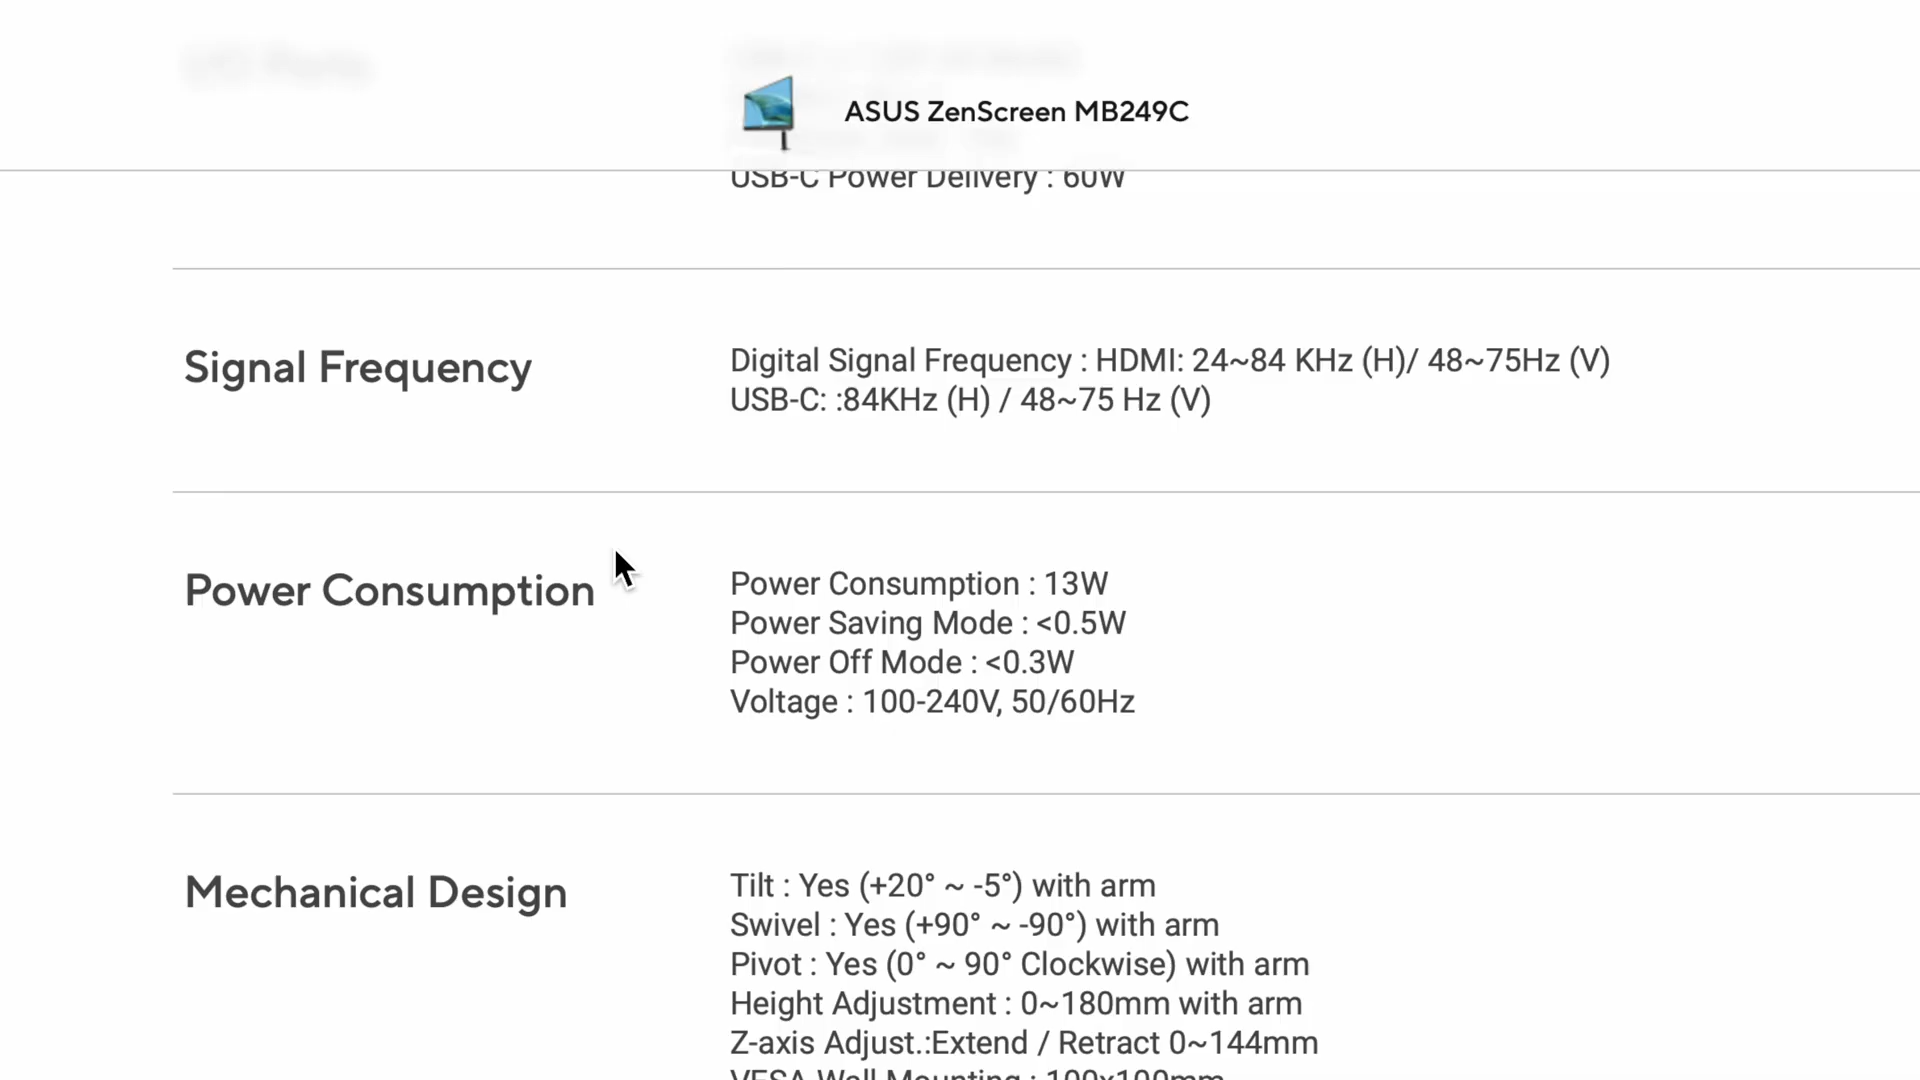 ASUS ZenScreen MB249C
USB-C Power Delivery : 60W
Signal Frequency
Digital Signal Frequency : HDMI: 24~84 KHz (H)/ 48~75Hz (V)
USB-C: :84KHz (H) / 48~75 Hz (V)
Power Consumption
Power Consumption : 13W
Power Saving Mode : <0.5W
Power Off Mode : <0.3W
Voltage : 100-240V, 50/60Hz
Mechanical Design
Tilt : Yes (+20° ~ -5°) with arm
Swivel : Yes (+90° ~ -90°) with arm
Pivot : Yes (0° ~ 90° Clockwise) with arm
Height Adjustment : 0~180mm with arm
Z-axis Adjust.:Extend / Retract 0~144mm
VESA Wall Mounting : 100x100mm